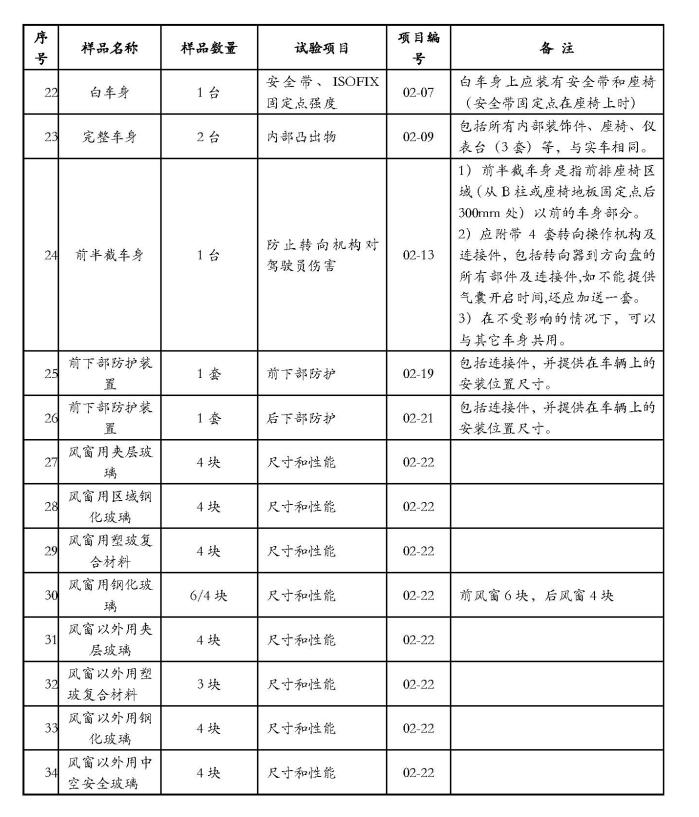 序号 样品名称 样品数量 试验项目 项目编号 备 注
22 白车身 1 台 安全带、ISOFIX 固定点强度 02-07 白车身上应装有安全带和座椅
（安全带固定点在座椅上时）
23 完整车身 2 台 内部凸出物 02-09 包括所有内部装饰件、座椅、仪
表台（3 套）等，与实车相同。
24 前半截车身 1 台 防止转向机构对驾驶员伤害 02-13 1）前半截车身是指前排座椅区
域(从 B 柱或座椅地板固定点后
300mm 处）以前的车身部分。
2）应附带 4 套转向操作机构及
连接件，包括转向器到方向盘的
所有部件及连接件,如不能提供
气囊开启时间,还应加送一套。
3）在不受影响的情况下，可以
与其它车身共用。
25 前下部防护装置 1 套 前下部防护 02-19 包括连接件，并提供在车辆上的
安装位置尺寸。
26 前下部防护装置 1 套 后下部防护 02-21 包括连接件，并提供在车辆上的
安装位置尺寸。
27 风窗用夹层玻璃 4 块 尺寸和性能 02-22
28 风窗用区域钢化玻璃 4 块 尺寸和性能 02-22
29 风窗用塑玻复合材料 4 块 尺寸和性能 02-22
30 风窗用钢化玻璃 6/4 块 尺寸和性能 02-22 前风窗 6 块，后风窗 4 块
31 风窗以外用夹层玻璃 4 块 尺寸和性能 02-22
32 风窗以外用塑玻复合材料 3 块 尺寸和性能 02-22
33 风窗以外用钢化玻璃 4 块 尺寸和性能 02-22
34 风窗以外用中空安全玻璃 4 块 尺寸和性能 02-22